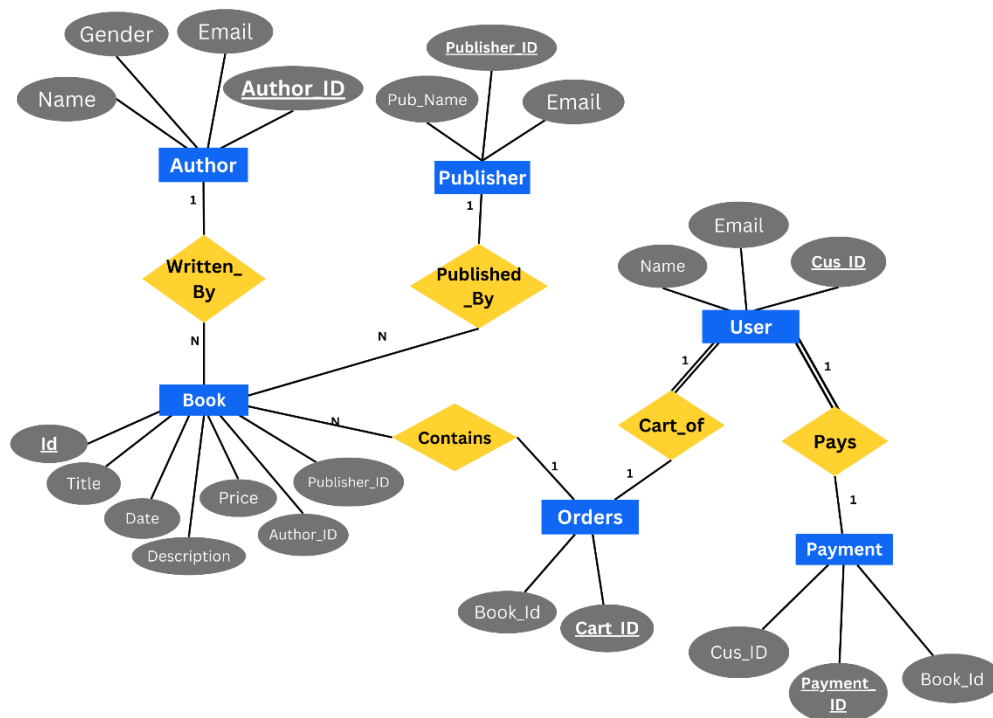 Gender
Email
Name
Author_ID
Publisher_ID
Pub_Name
Email
Author
Publisher
1
1
Written_
By
Published
_By
N
N
Email
Name
Cus_ID
User
1
1
Book
N
Contains
Cart_of
Pays
1
1
1
Id
Title
Date
Description
Price
Author_ID
Publisher_ID
Orders
Payment
Book_Id
Cart_ID
Cus_ID
Payment_
ID
Book_Id